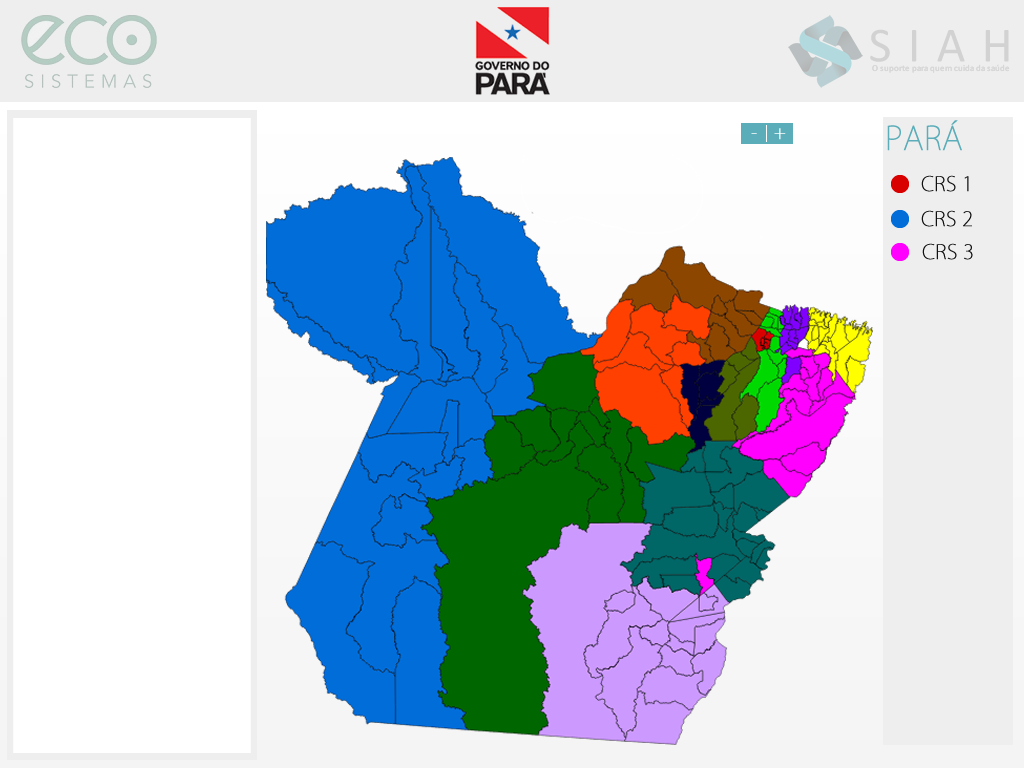 eco
SISTEMAS
GOVERNO DO
PARÁ
SIAH
O suporte para quem cuida da saúde
- +
PARÁ
CRS 1
CRS 2
CRS 3